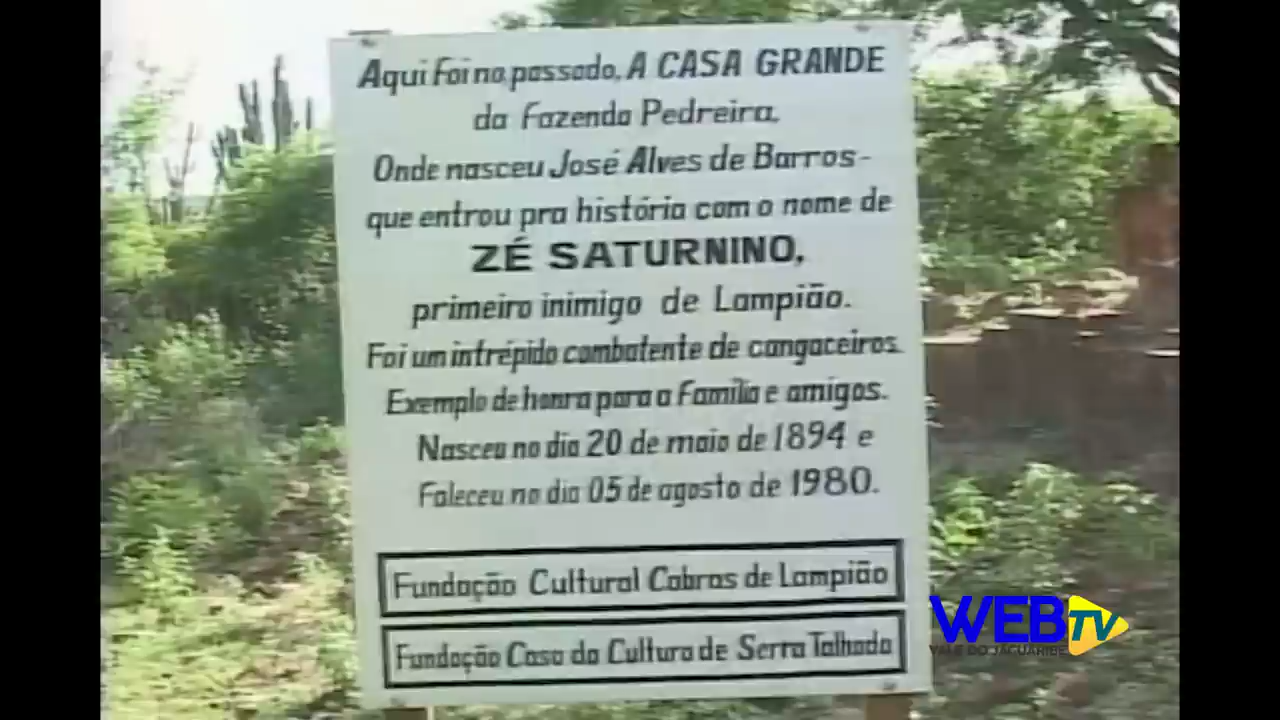 Aqui Foi no passado, A CASA GRANDE
da Fazenda Pedreira,
Onde nasceu José Alves de Barros-
que entrou pra história com o nome de
ZÉ SATURNINO,
primeiro inimigo de Lampião.
Foi um intrépido combatente de cangaceiros.
Exemplo de honra para a Família e amigos.
Nasceu no dia 20 de maio de 1894 e
Faleceu no dia 05 de agosto de 1980.
Fundação Cultural Cabras de Lampião
Fundação Casa da Cultura de Serra Talhada
WEBTV
VALE DO JAGUARIBE